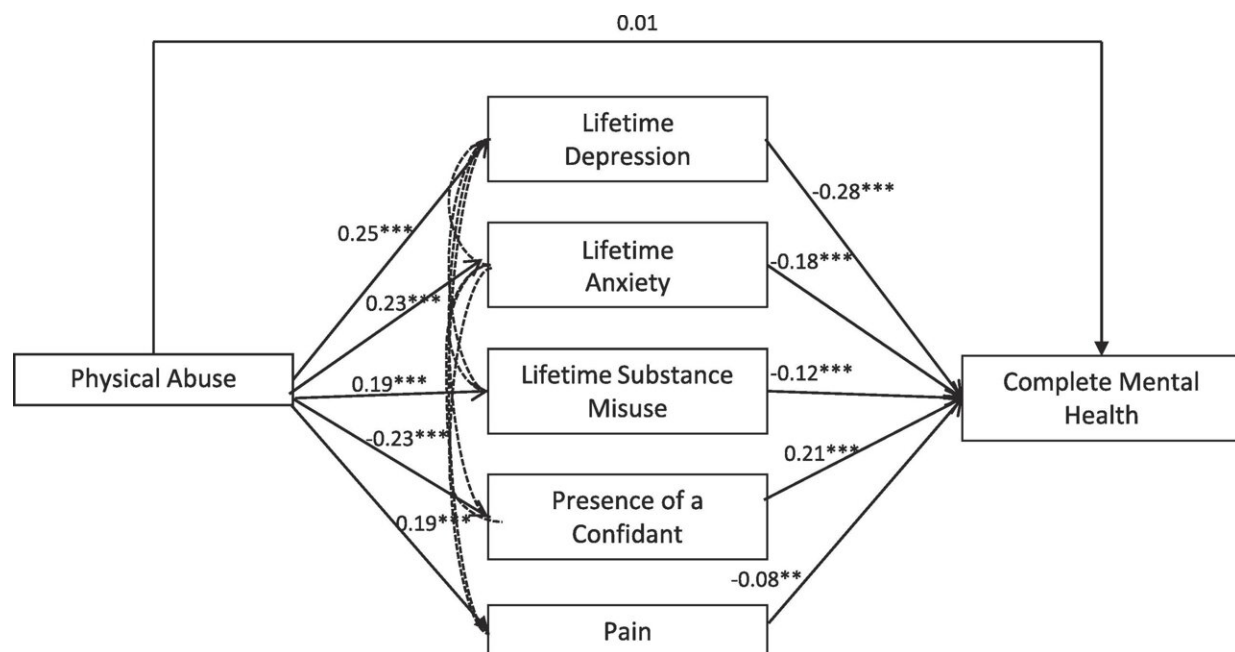 0.01
Lifetime
Depression
-0.28***
0.25***
Lifetime
Anxiety
-0.18***
0.23***
Physical Abuse
0.19***
Lifetime Substance
Misuse
-0.12***
Complete Mental
Health
-0.23***
0.21***
Presence of a
Confidant
0.19***
-0.08**
Pain